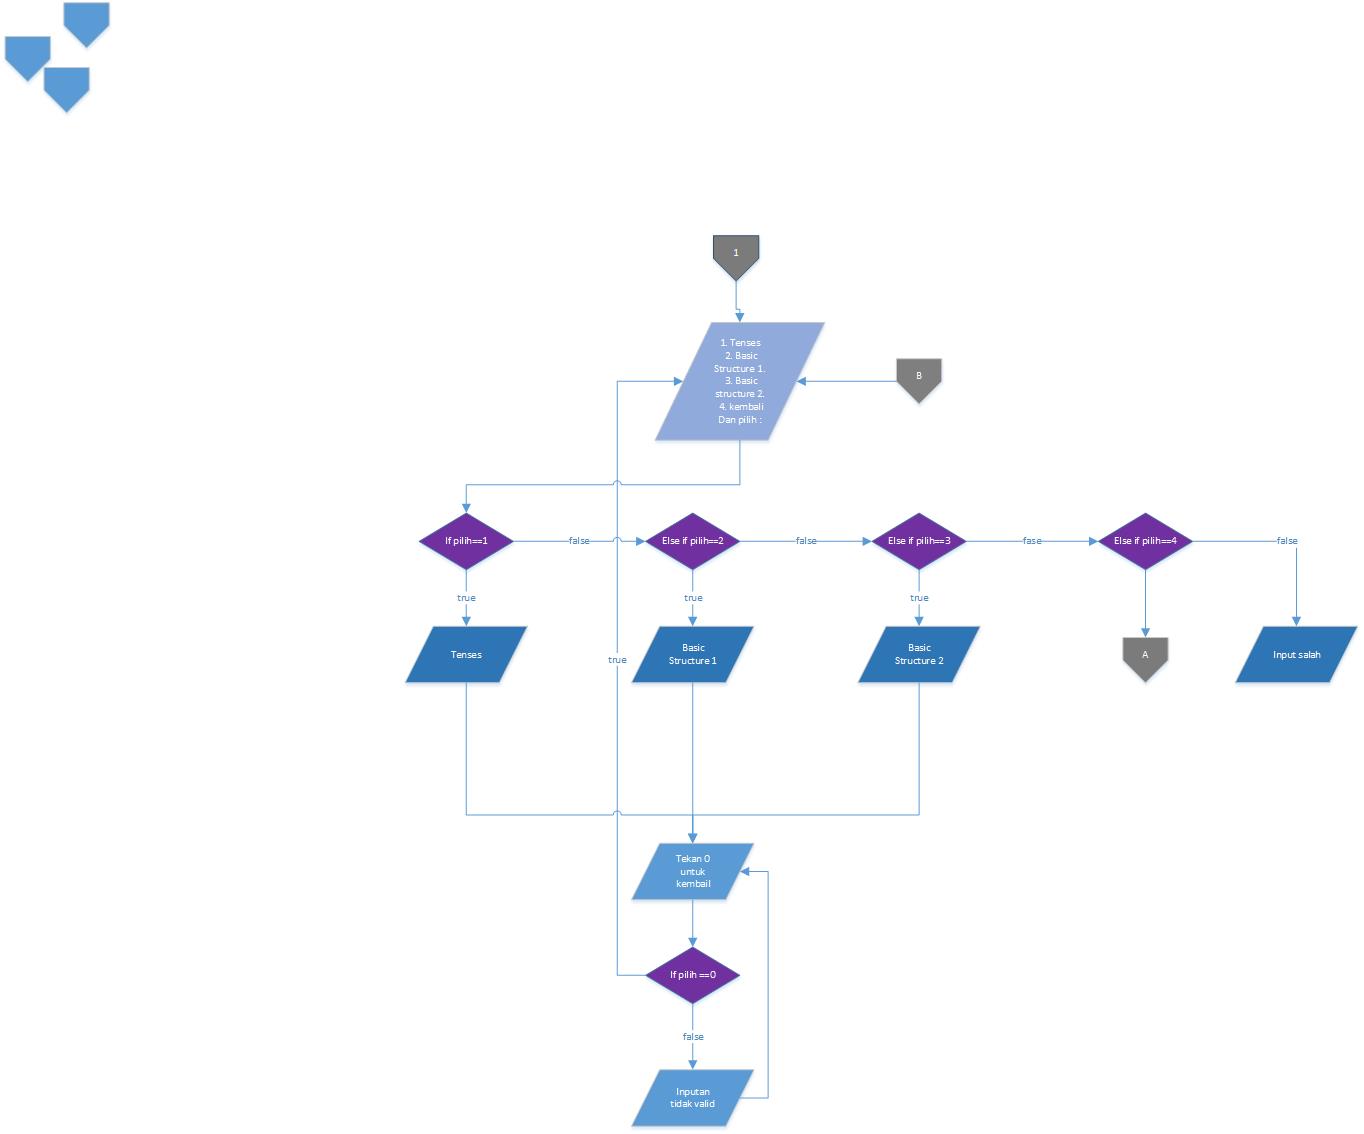 1
1. Tenses
2. Basic
Structure 1.
3. Basic
structure 2.
4. kembali
Dan pilih :
B
If pilih==1
false
Else if pilih==2
false
Else if pilih==3
fase
Else if pilih==4
false
true
true
true
Tenses
Basic
Structure 1
Basic
Structure 2
A
Input salah
true
Tekan 0
untuk
kembail
If pilih ==0
false
Inputan
tidak valid